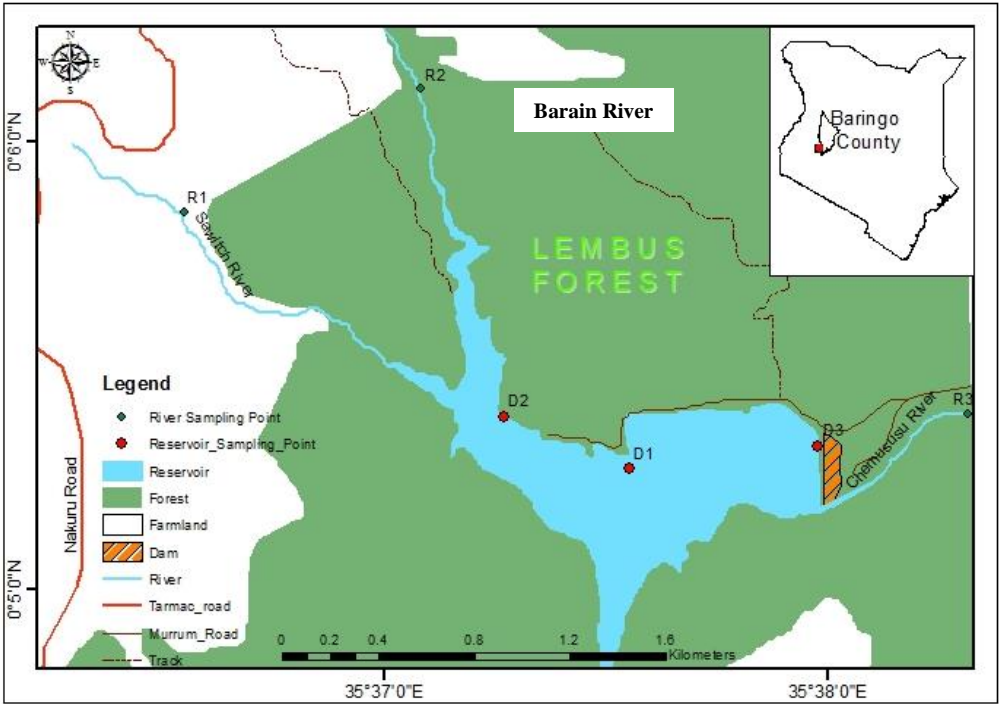 N
W E
S
R2
Barain River
Baringo
County
0°6'0"N
R1
Sawitch River
LEMBUS
FOREST
Legend
River Sampling Point
Reservoir_Sampling_Point
Reservoir
Forest
Farmland
Dam
River
Tarmac_road
Murrum_Road
Track
D2
D1
D3
R3
Chemususu River
Nakuru Road
0°5'0"N
0 0.2 0.4 0.8 1.2 1.6
Kilometers
35°37'0"E
35°38'0"E